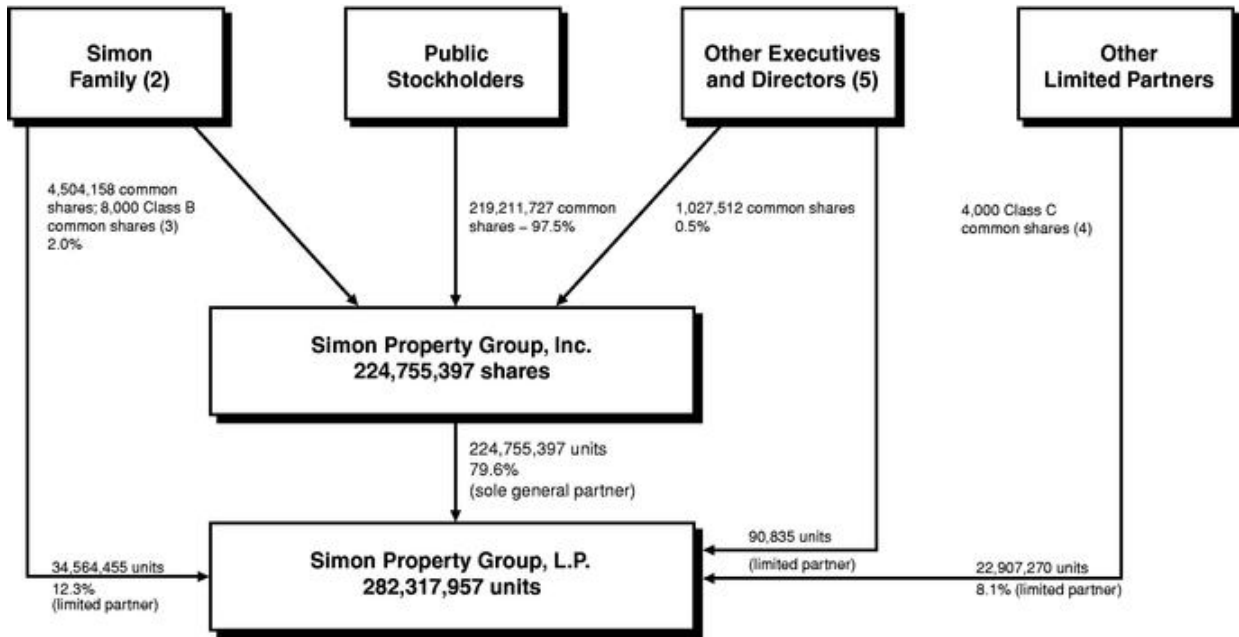 Simon
Family (2)
Public
Stockholders
Other Executives
and Directors (5)
Other
Limited Partners
4,504,158 common
shares; 8,000 Class B
common shares (3)
2.0%
219,211,727 common
shares – 97.5%
1,027,512 common shares
0.5%
4,000 Class C
common shares (4)
Simon Property Group, Inc.
224,755,397 shares
224,755,397 units
79.6%
(sole general partner)
Simon Property Group, L.P.
282,317,957 units
34,564,455 units
12.3%
(limited partner)
90,835 units
(limited partner)
22,907,270 units
8.1% (limited partner)